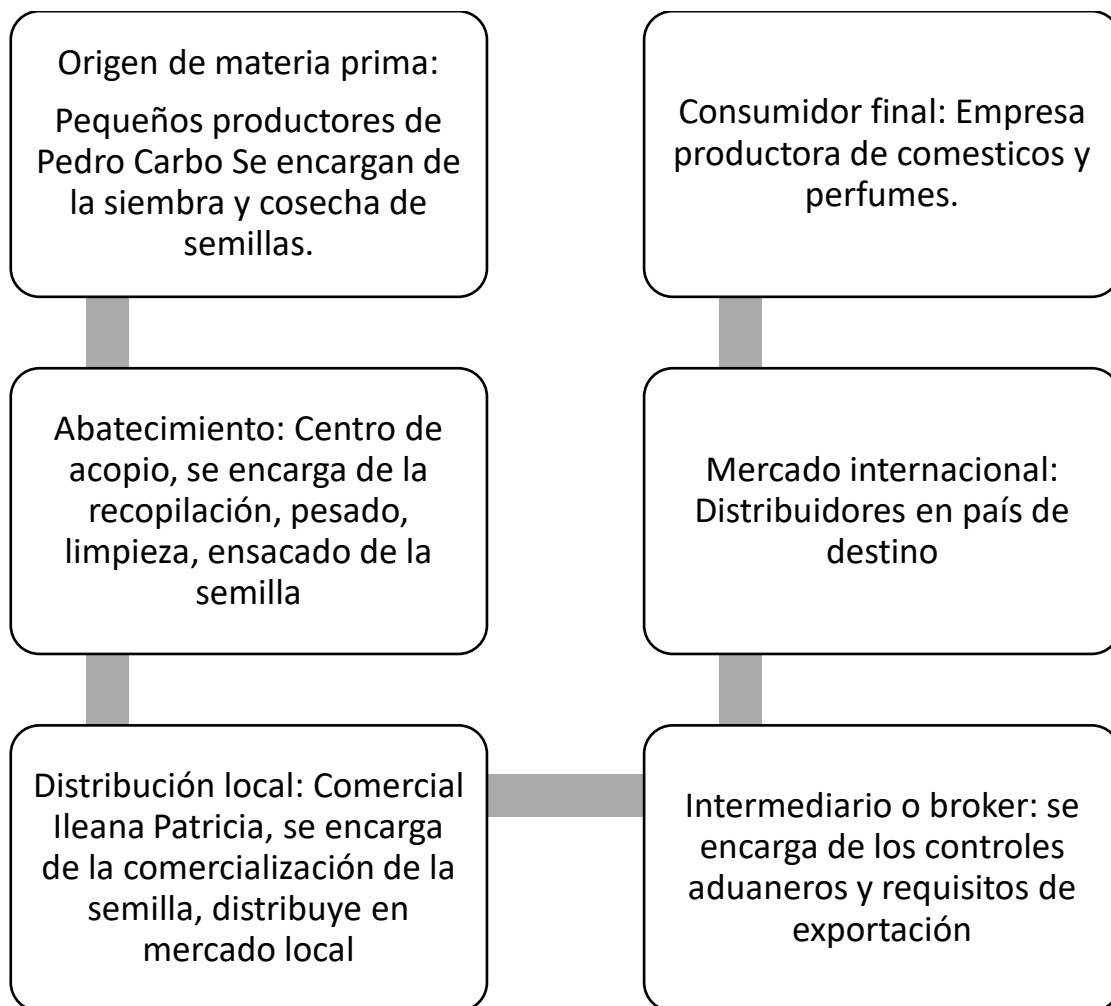 Origen de materia prima:
Pequeños productores de
Pedro Carbo Se encargan de
la siembra y cosecha de
semillas.
Abatecimiento: Centro de
acopio, se encarga de la
recopilación, pesado,
limpieza, ensacado de la
semilla
Distribución local: Comercial
Ileana Patricia, se encarga
de la comercialización de la
semilla, distribuye en
mercado local
Intermediario o broker: se
encarga de los controles
aduaneros y requisitos de
exportación
Mercado internacional:
Distribuidores en país de
destino
Consumidor final: Empresa
productora de comesticos y
perfumes.